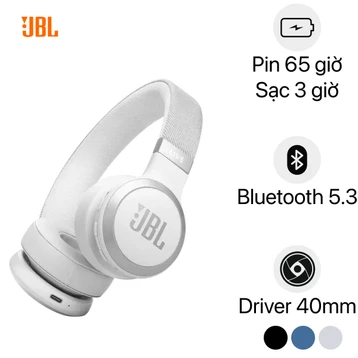 JBL
Pin 65 giờ
Sạc 3 giờ
JBL
Bluetooth 5.3
Driver 40mm